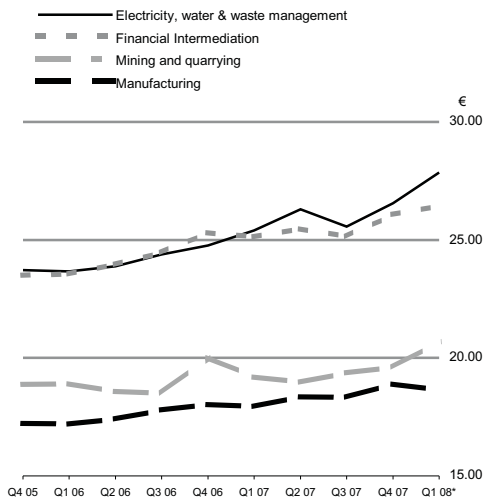 Electricity, water & waste management
Financial Intermediation
Mining and quarrying
Manufacturing
€
30.00
25.00
20.00
15.00
Q4 05 Q1 06 Q2 06 Q3 06 Q4 06 Q1 07 Q2 07 Q3 07 Q4 07 Q1 08*